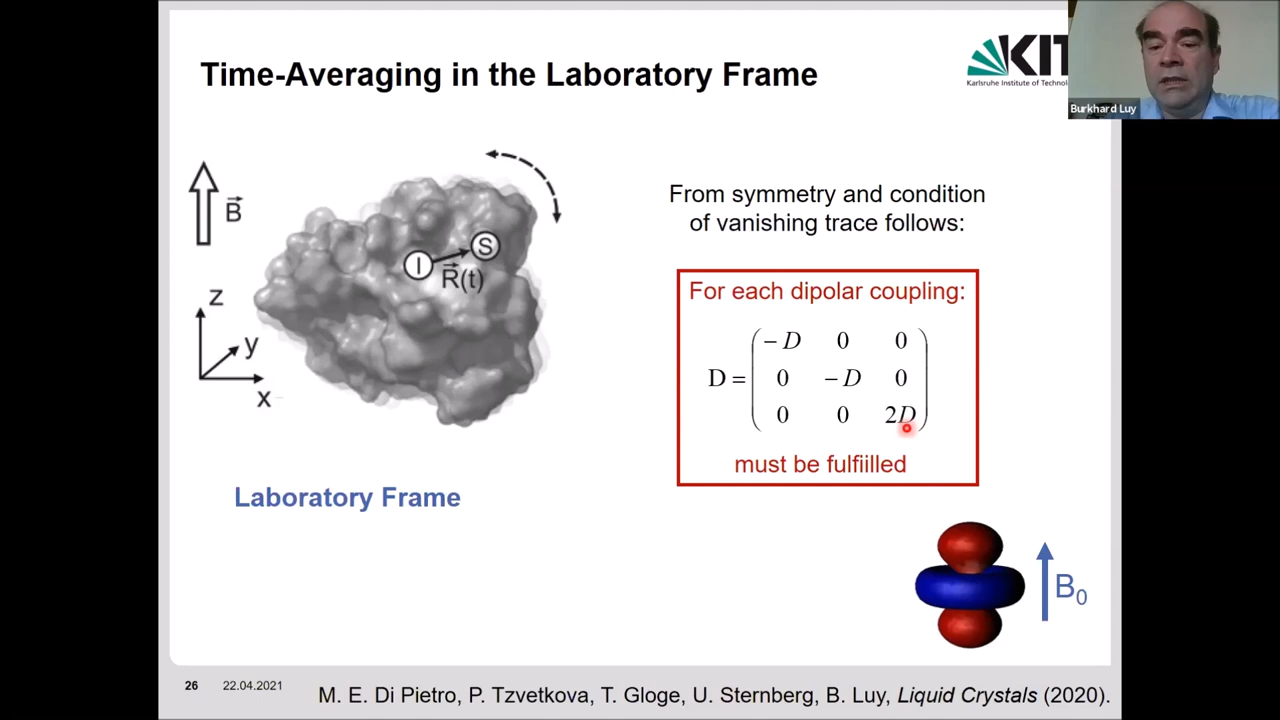 Time-Averaging in the Laboratory Frame
KIT
Karlsruhe Institute of Technol
Burkhard Luy
B
z
y
x
I
S
R(t)
Laboratory Frame
From symmetry and condition
of vanishing trace follows:
For each dipolar coupling:
−D 0 0
D = 0 −D 0
0 0 2D
must be fulfiilled
B0
26 22.04.2021
M. E. Di Pietro, P. Tzvetkova, T. Gloge, U. Sternberg, B. Luy, Liquid Crystals (2020).